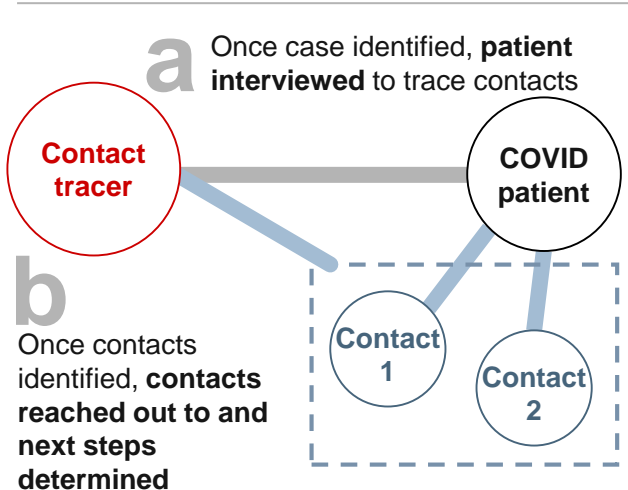 a
Once case identified, patient
interviewed to trace contacts
Contact
tracer
COVID
patient
b
Once contacts
identified, contacts
reached out to and
next steps
determined
Contact
1
Contact
2